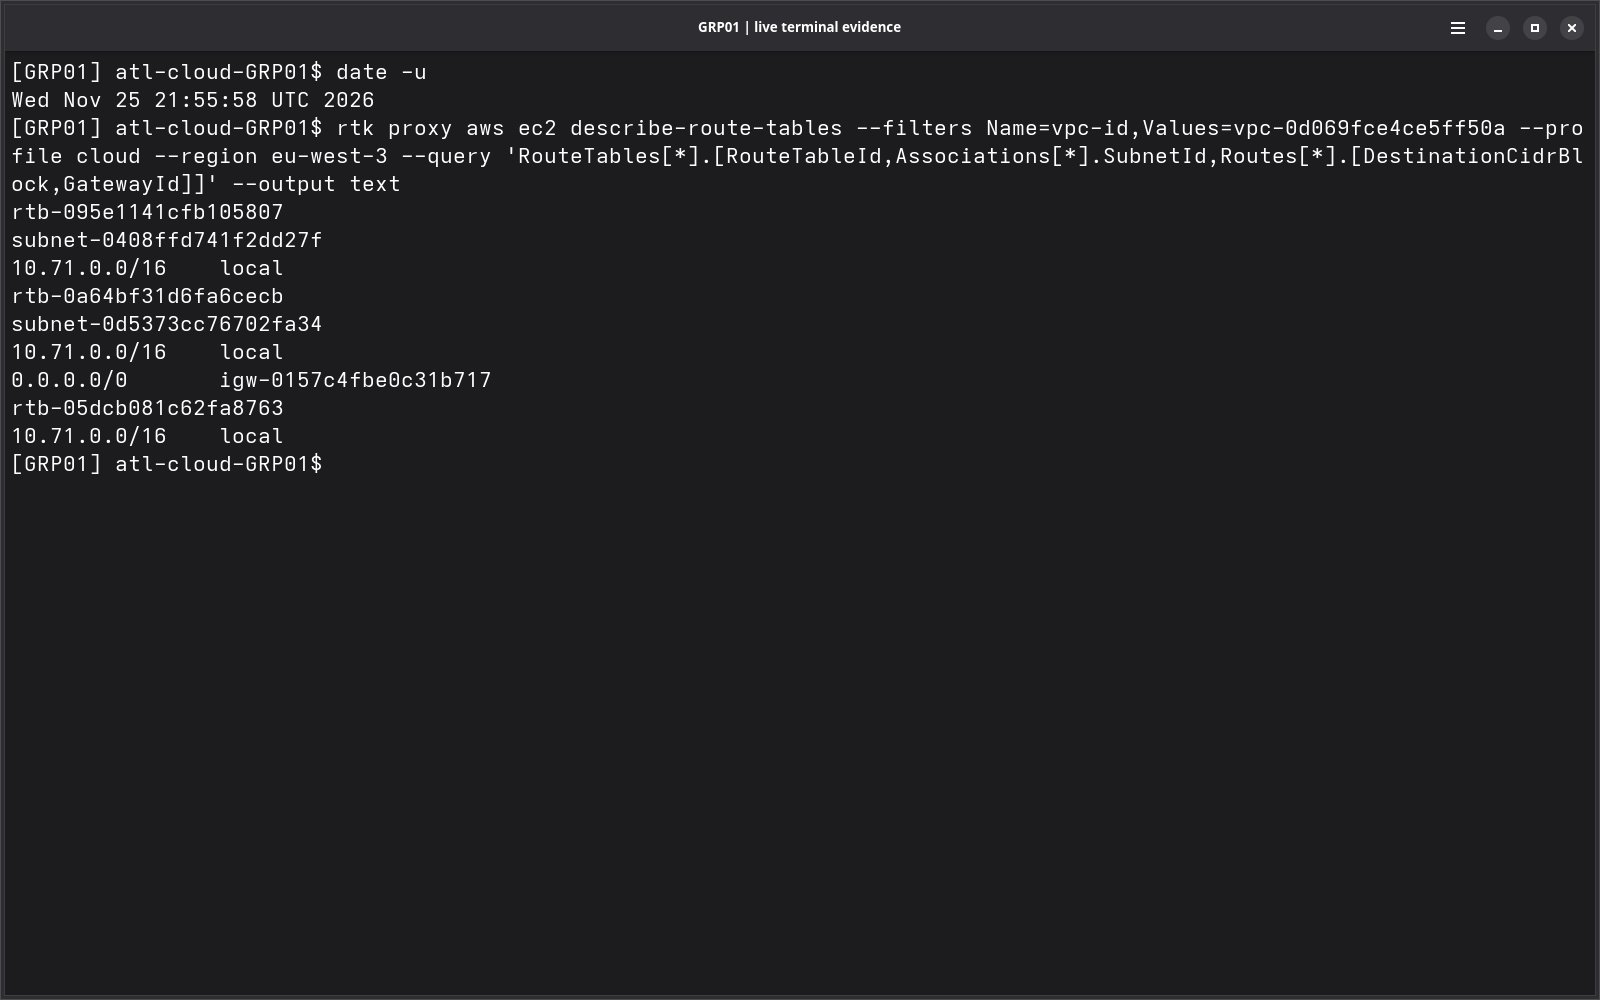 GRP01 | live terminal evidence
[GRP01] atl-cloud-GRP01$ date -u
Wed Nov 25 21:55:58 UTC 2026
[GRP01] atl-cloud-GRP01$ rtk proxy aws ec2 describe-route-tables --filters Name=vpc-id,Values=vpc-0d069fce4ce5ff50a --pro
file cloud --region eu-west-3 --query 'RouteTables[*].[RouteTableId,Associations[*].SubnetId,Routes[*].[DestinationCidrBl
ock,GatewayId]]' --output text
rtb-095e1141cfb105807
subnet-0408ffd741f2dd27f
10.71.0.0/16    local
rtb-0a64bf31d6fa6cecb
subnet-0d5373cc76702fa34
10.71.0.0/16    local
0.0.0.0/0       igw-0157c4fbe0c31b717
rtb-05dcb081c62fa8763
10.71.0.0/16    local
[GRP01] atl-cloud-GRP01$